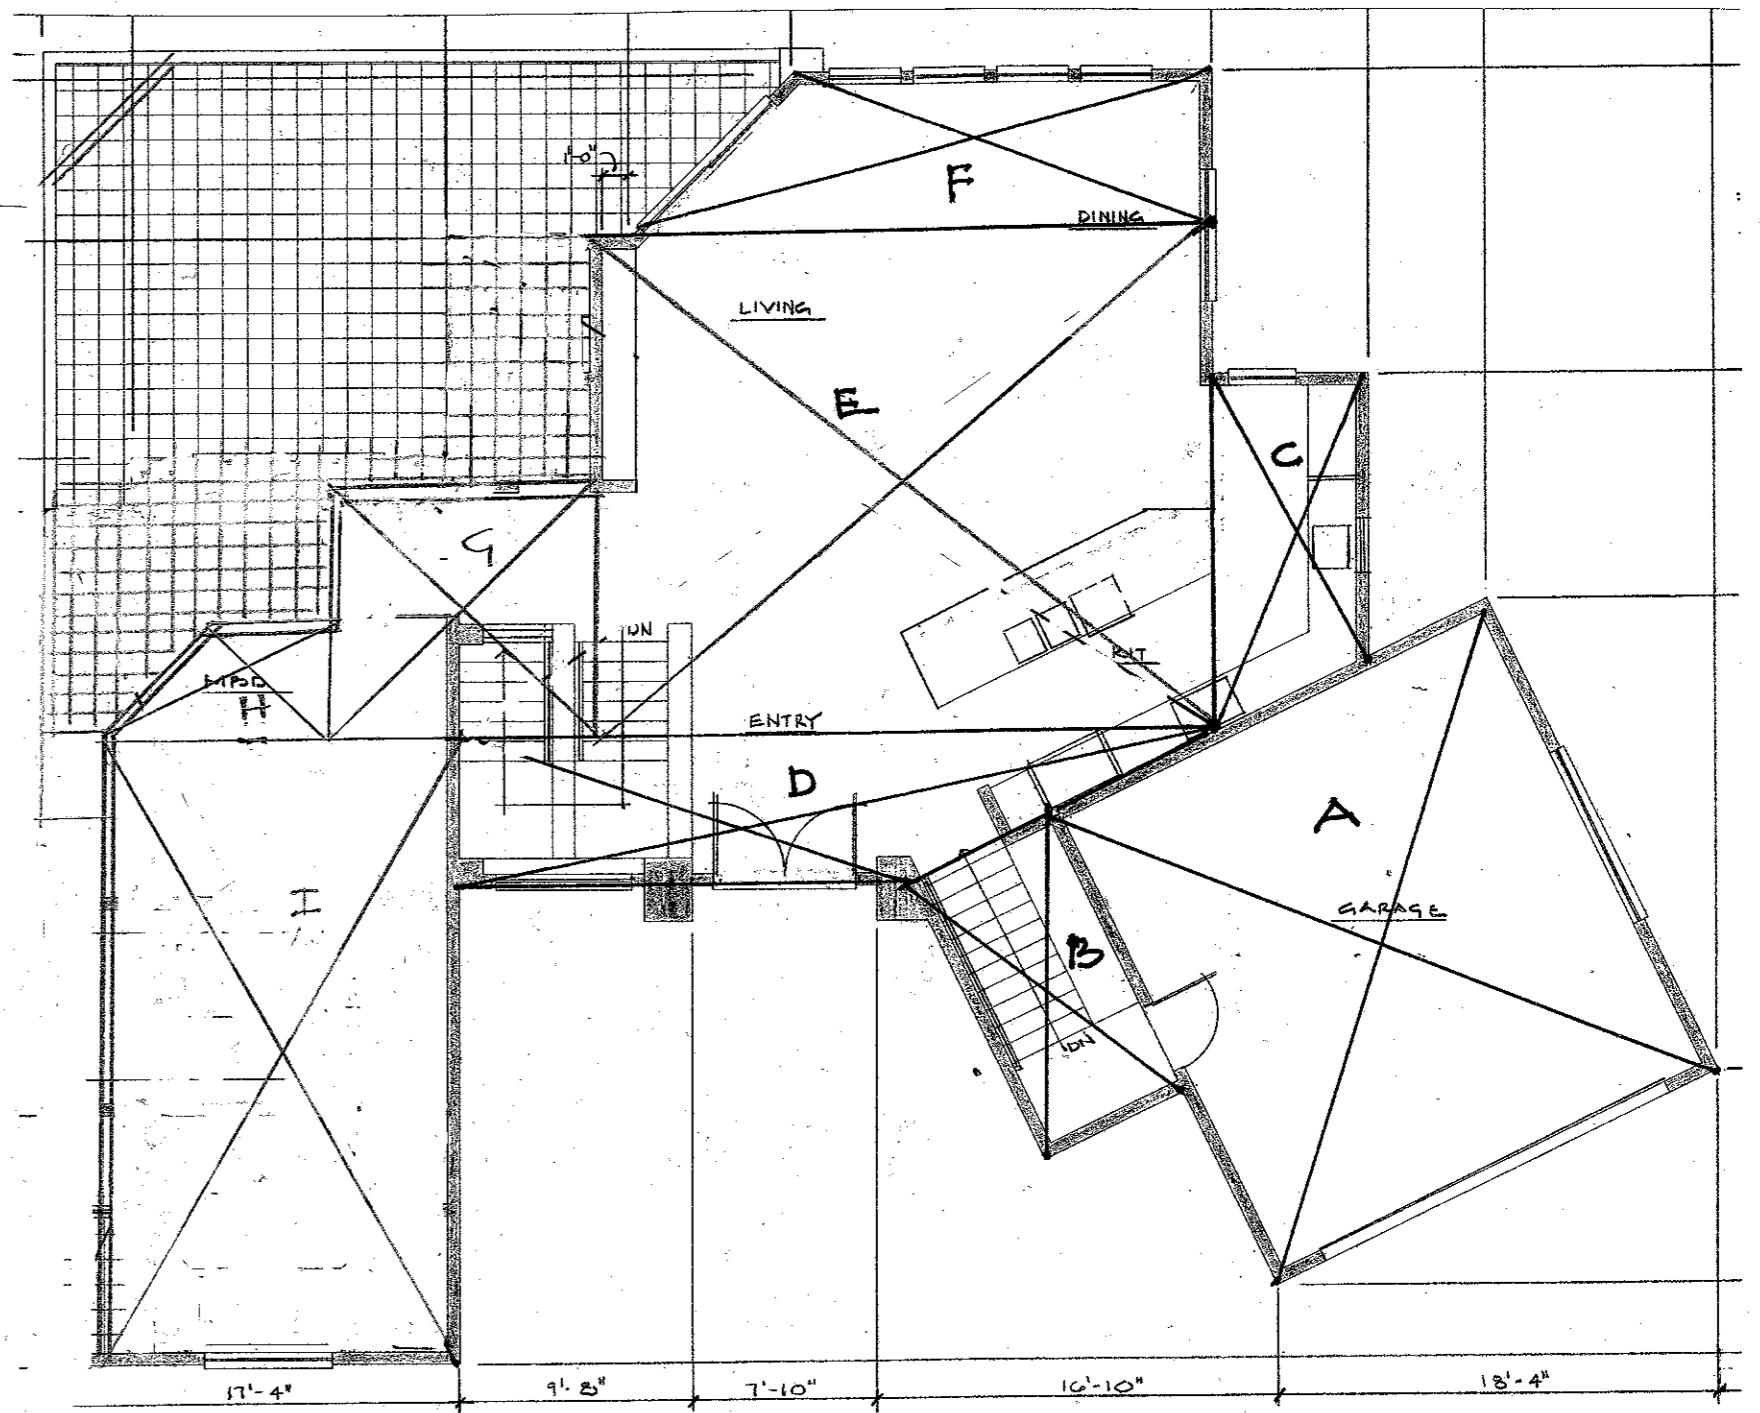 1'-0"
F
DINING
LIVING
E
C
G
DN
KIT
H
ENTRY
D
A
I
GARAGE
B
DN
17'-4"
9'-8"
7'-10"
16'-10"
18'-4"